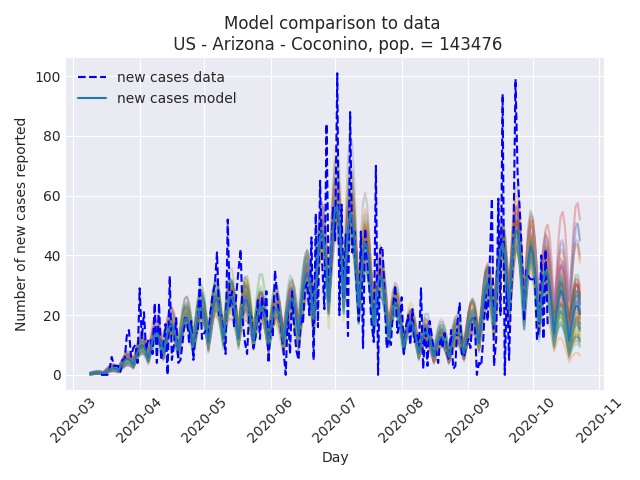 Model comparison to data
US - Arizona - Coconino, pop. = 143476
new cases data
new cases model
Number of new cases reported
100
80
60
40
20
0
2020-03
2020-04
2020-05
2020-06
2020-07
2020-08
2020-09
2020-10
2020-11
Day